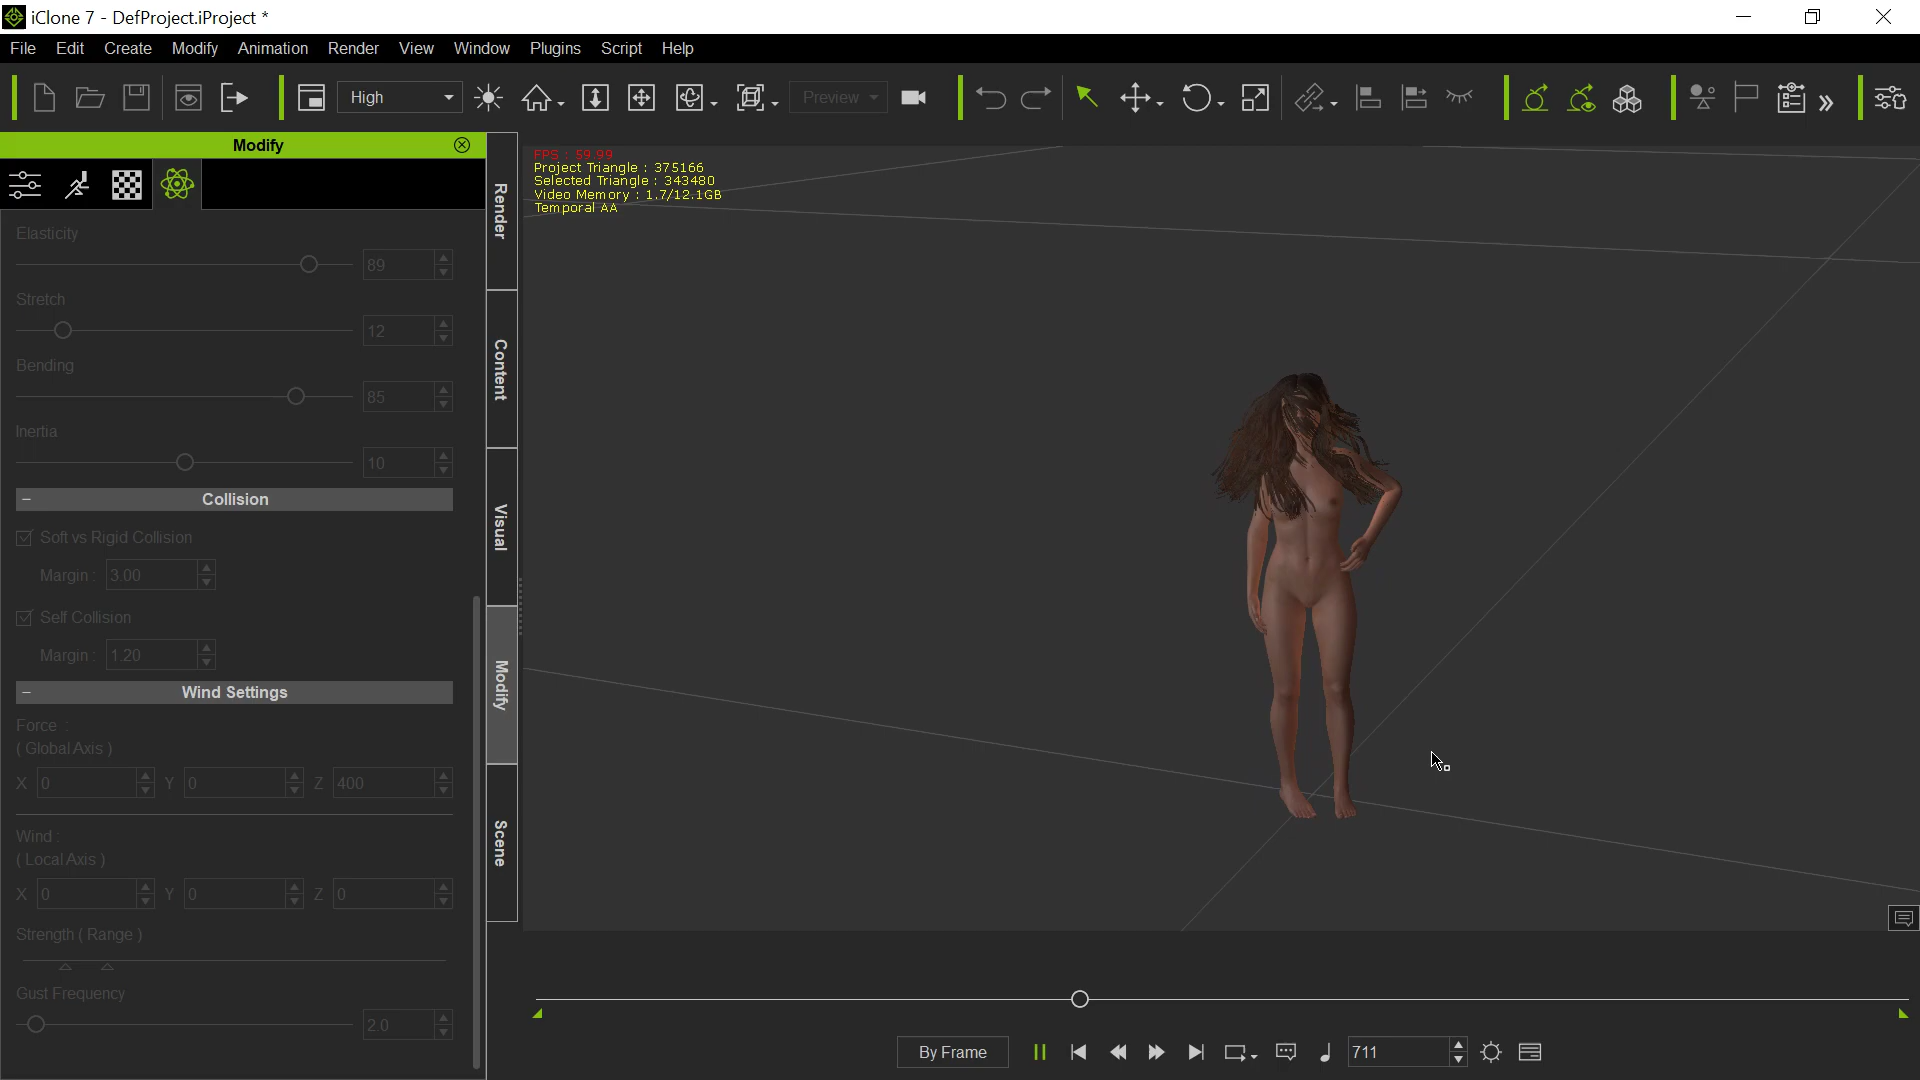 iClone 7 - DefProject.iProject *
File Edit Create Modify Animation Render View Window Plugins Script Help
High
Preview
Modify
Render
Content
Visual
Modify
Scene
FPS : 59.99
Project Triangle : 375166
Selected Triangle : 343480
Video Memory : 1.7/12.1GB
Temporal AA
Elasticity
89
Stretch
12
Bending
85
Inertia
10
- Collision
Soft vs Rigid Collision
Margin : 3.00
Self Collision
Margin : 1.20
- Wind Settings
Force :
( Global Axis )
X 0 Y 0 Z 400
Wind :
( Local Axis )
X 0 Y 0 Z 0
Strength ( Range )
Gust Frequency
2.0
By Frame
711